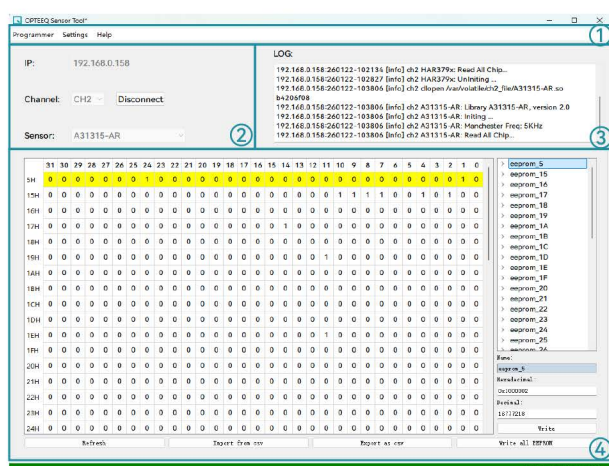 OPTEEQ Sensor Tool*
Programmer Settings Help
①
IP: 192.168.0.158
Channel: CH2 Disconnect
Sensor: A31315-AR
②
LOG:
192.168.0.158:260122-102134 [info] ch2 HAR379x: Read All Chip...
192.168.0.158:260122-102827 [info] ch2 HAR379x: UnIniting ...
192.168.0.158:260122-103806 [info] ch2 dlopen /var/volatile/ch2_file/A31315-AR.so
b4206f08
192.168.0.158:260122-103806 [info] ch2 A31315-AR: Library A31315-AR, version 2.0
192.168.0.158:260122-103806 [info] ch2 A31315-AR: Initing ...
192.168.0.158:260122-103806 [info] ch2 A31315-AR: Manchester Freq: 5KHz
192.168.0.158:260122-103806 [info] ch2 A31315-AR: Read All Chip...
③
31 30 29 28 27 26 25 24 23 22 21 20 19 18 17 16 15 14 13 12 11 10 9 8 7 6 5 4 3 2 1 0
5H 0 0 0 0 0 0 0 1 0 0 0 0 0 0 0 0 0 0 0 0 0 0 0 0 0 0 0 0 0 0 1 0
15H 0 0 0 0 0 0 0 0 0 0 0 0 0 0 0 0 0 0 0 0 0 1 1 1 1 0 0 1 0 1 0 0
16H 0 0 0 0 0 0 0 0 0 0 0 0 0 0 0 0 0 0 0 0 0 0 0 0 0 0 0 0 0 0 0 0
17H 0 0 0 0 0 0 0 0 0 0 0 0 0 0 0 0 0 1 0 0 0 0 0 0 0 0 0 0 0 0 0 0
18H 0 0 0 0 0 0 0 0 0 0 0 0 0 0 0 0 0 0 0 0 0 0 0 0 0 0 0 0 0 0 0 0
19H 0 0 0 0 0 0 0 0 0 0 0 0 0 0 0 0 0 0 0 0 1 0 0 0 0 0 0 0 0 0 0 0
1AH 0 0 0 0 0 0 0 0 0 0 0 0 0 0 0 0 0 0 0 0 0 0 0 0 0 0 0 0 0 0 0 0
1BH 0 0 0 0 0 0 0 0 0 0 0 0 0 0 0 0 0 0 0 0 0 0 0 0 0 0 0 0 0 0 0 0
1CH 0 0 0 0 0 0 0 0 0 0 0 0 0 0 0 0 0 0 0 0 0 0 0 0 0 0 0 0 0 0 0 0
1DH 0 0 0 0 0 0 0 0 0 0 0 0 0 0 0 0 0 0 0 0 0 0 0 0 0 0 0 0 0 0 0 0
1EH 0 0 0 0 0 0 0 0 0 0 0 0 0 0 0 0 0 0 0 0 1 0 0 0 0 0 0 0 0 0 0 0
1FH 0 0 0 0 0 0 0 0 0 0 0 0 0 0 0 0 0 0 0 0 0 0 0 0 0 0 0 0 0 0 0 0
20H 0 0 0 0 0 0 0 0 0 0 0 0 0 0 0 0 0 0 0 0 0 0 0 0 0 0 0 0 0 0 0 0
21H 0 0 0 0 0 0 0 0 0 0 0 0 0 0 0 0 0 0 0 0 0 0 0 0 0 0 0 0 0 0 0 0
22H 0 0 0 0 0 0 0 0 0 0 0 0 0 0 0 0 0 0 0 0 0 0 0 0 0 0 0 0 0 0 0 0
23H 0 0 0 0 0 0 0 0 0 0 0 0 0 0 0 0 0 0 0 0 0 0 0 0 0 0 0 0 0 0 0 0
24H 0 0 0 0 0 0 0 0 0 0 0 0 0 0 0 0 0 0 0 0 0 0 0 0 0 0 0 0 0 0 0 0
eeprom_5
eeprom_15
eeprom_16
eeprom_17
eeprom_18
eeprom_19
eeprom_1A
eeprom_1B
eeprom_1C
eeprom_1D
eeprom_1E
eeprom_1F
eeprom_20
eeprom_21
eeprom_22
eeprom_23
eeprom_24
eeprom_25
eeprom_26
Name:
eeprom_5
Hexadecimal:
0x1000002
Decimal:
16777218
Write
Refresh Import from csv Export as csv Write all EEPROM
④